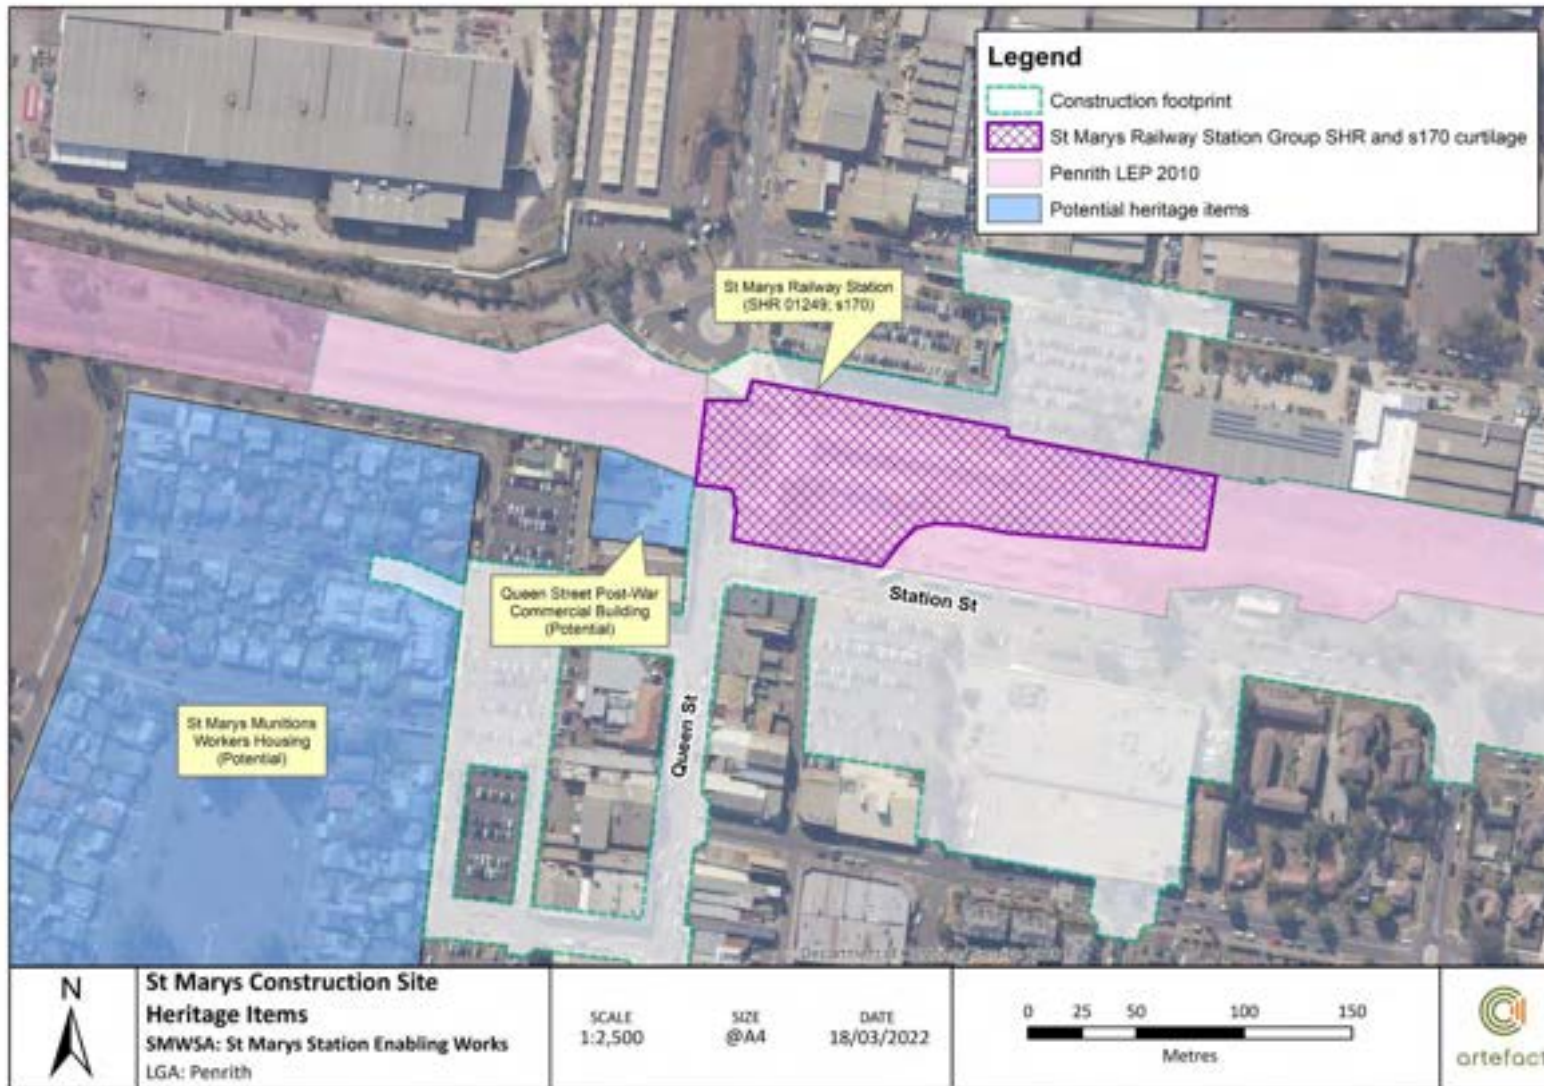 Legend
Construction footprint
St Marys Railway Station Group SHR and s170 curtilage
Penrith LEP 2010
Potential heritage items
St Marys Railway Station
(SHR 01249; s170)
Queen Street Post-War
Commercial Building
(Potential)
Station St
St Marys Munitions
Workers Housing
(Potential)
Queen St
N
St Marys Construction Site
Heritage Items
SMWSA: St Marys Station Enabling Works
LGA: Penrith
SCALE
1:2,500
SIZE
@A4
DATE
18/03/2022
0 25 50 100 150
Metres
artefact